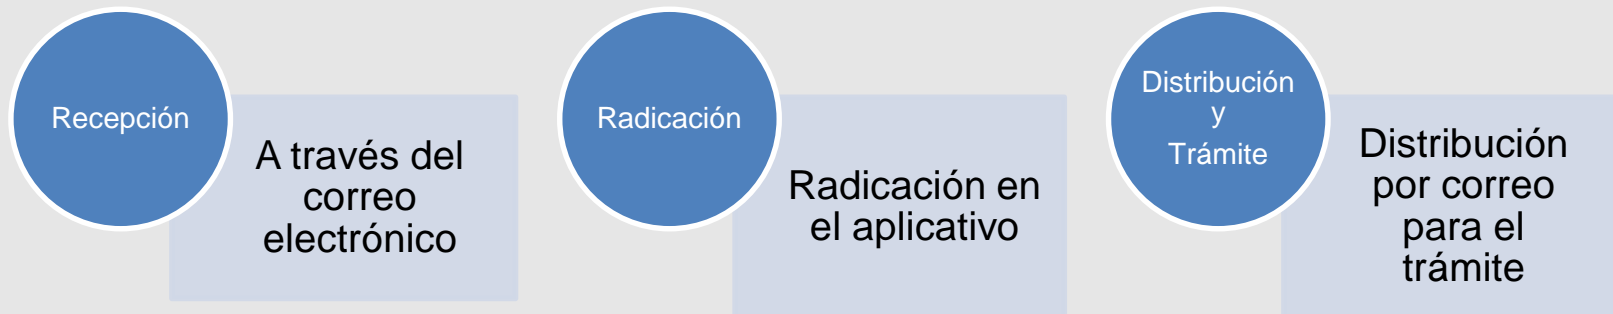 Recepción
A través del
correo
electrónico
Radicación
Radicación en
el aplicativo
Distribución
y
Trámite
Distribución
por correo
para el
trámite